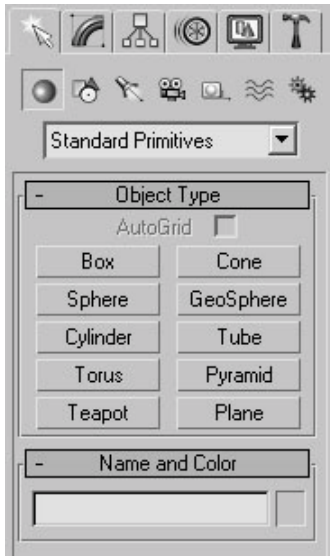 Standard Primitives
- Object Type
AutoGrid
Box Cone
Sphere GeoSphere
Cylinder Tube
Torus Pyramid
Teapot Plane
- Name and Color